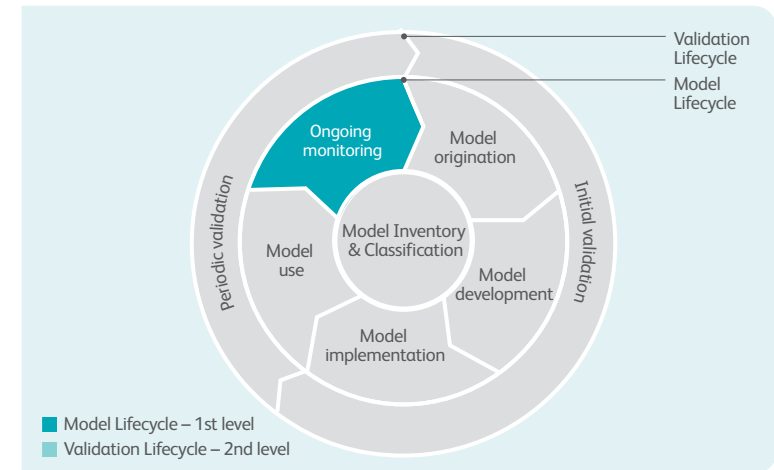 Validation
Lifecycle
Model
Lifecycle
Ongoing
monitoring
Model
origination
Periodic validation
Initial validation
Model Inventory
& Classification
Model
use
Model
development
Model
implementation
Model Lifecycle – 1st level
Validation Lifecycle – 2nd level